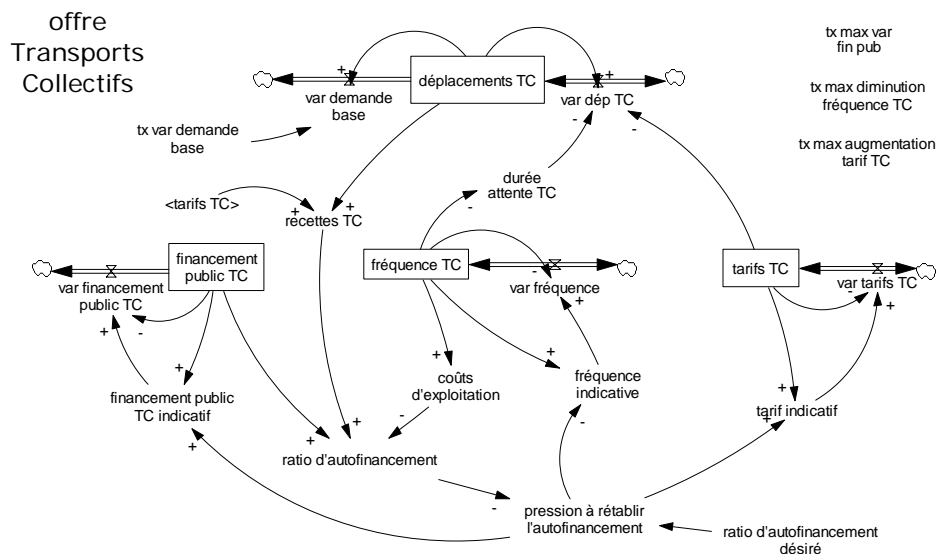 offre
Transports
Collectifs
tx max var
fin pub
tx max diminution
fréquence TC
tx max augmentation
tarif TC
déplacements TC
+
+
var demande
base
var dép TC
-
-
tx var demande
base
durée
attente TC
-
<tarifs TC>
+
+
recettes TC
financement
public TC
fréquence TC
tarifs TC
var financement
public TC
+
-
-
var fréquence
+
-
var tarifs TC
+
+
+
+
+
financement public
TC indicatif
+
coûts
d'exploitation
-
fréquence
indicative
-
tarif indicatif
+
+
+
ratio d'autofinancement
-
pression à rétablir
l'autofinancement
ratio d'autofinancement
désiré